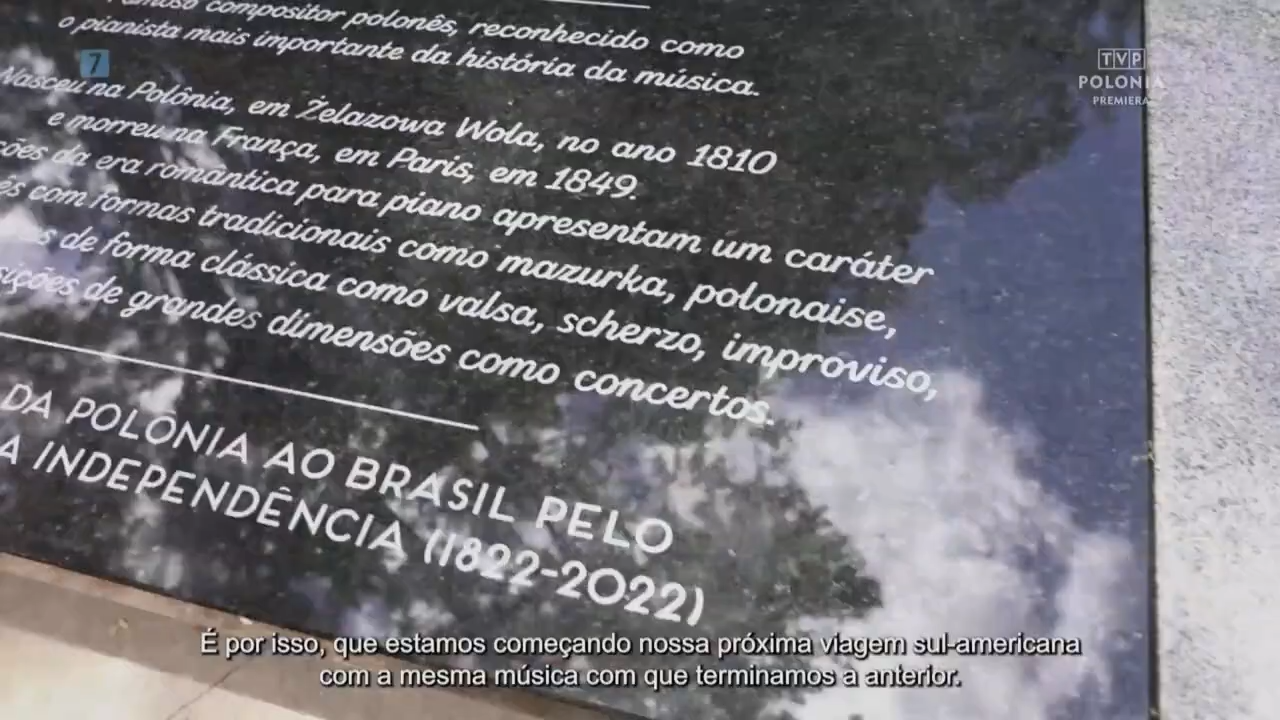 compositor polonês, reconhecido como
o pianista mais importante da história da música.
Nasceu na Polônia, em Żelazowa Wola, no ano 1810
e morreu na França, em Paris, em 1849.
da era romântica para piano apresentam um caráter
com formas tradicionais como mazurka, polonaise,
de forma clássica como valsa, scherzo, improviso,
de grandes dimensões como concertos.
DA POLÔNIA AO BRASIL PELO
INDEPENDÊNCIA (1822-2022)
7
TVP
POLONIA
PREMIERA
É por isso, que estamos começando nossa próxima viagem sul-americana
com a mesma música com que terminamos a anterior.